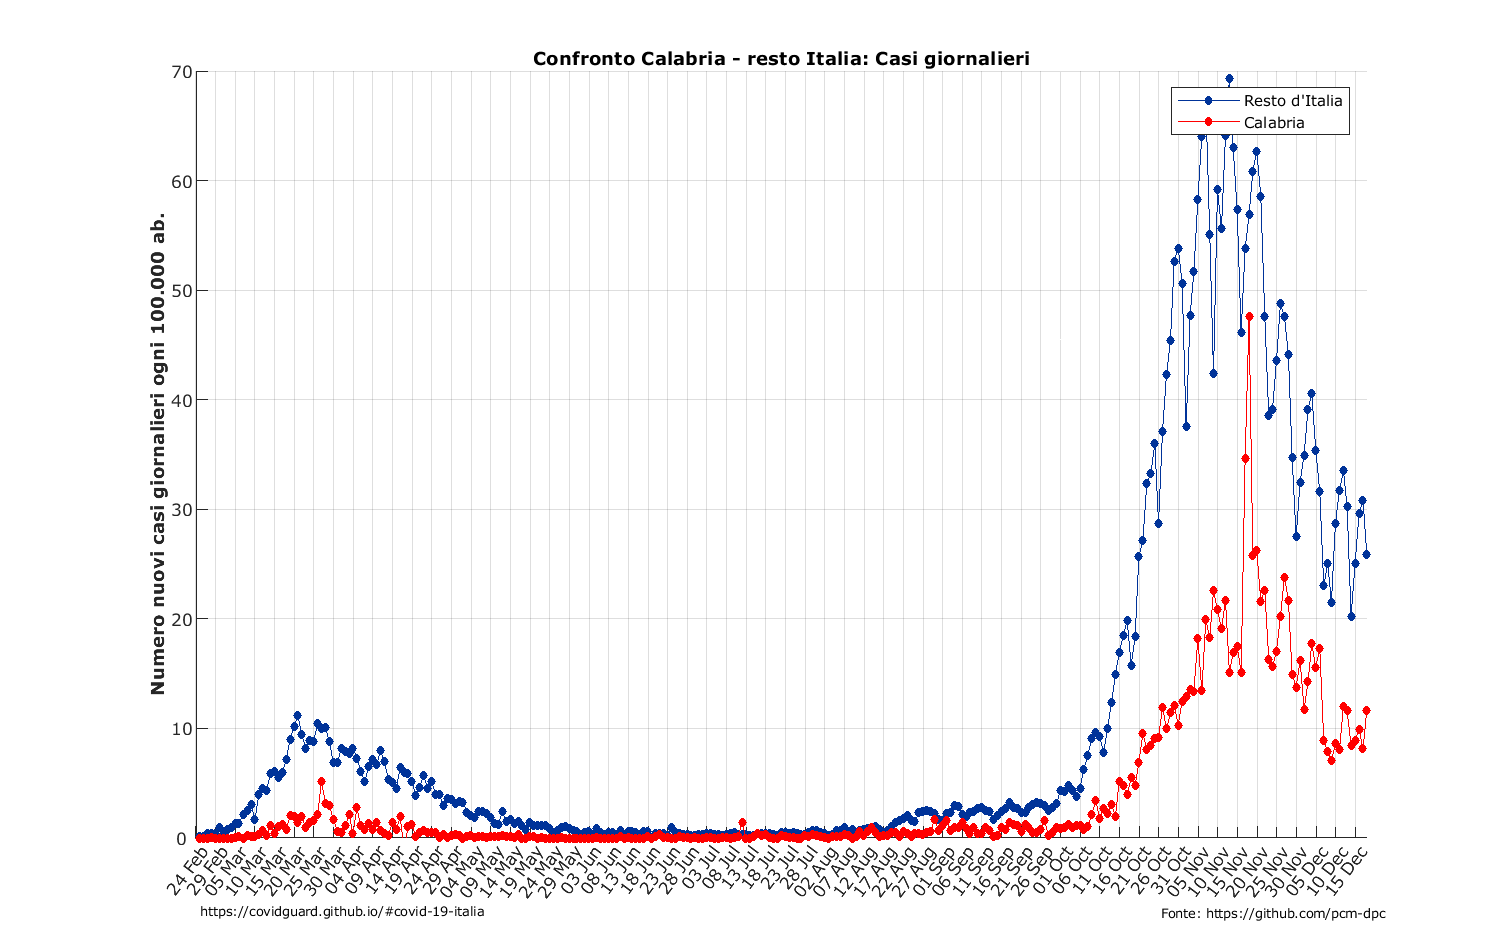 Confronto Calabria - resto Italia: Casi giornalieri
Numero nuovi casi giornalieri ogni 100.000 ab.
70
60
50
40
30
20
10
0
Resto d'Italia
Calabria
24 Feb
29 Feb
05 Mar
10 Mar
15 Mar
20 Mar
25 Mar
30 Mar
04 Apr
09 Apr
14 Apr
19 Apr
24 Apr
29 Apr
04 May
09 May
14 May
19 May
24 May
29 May
03 Jun
08 Jun
13 Jun
18 Jun
23 Jun
28 Jun
03 Jul
08 Jul
13 Jul
18 Jul
23 Jul
28 Jul
02 Aug
07 Aug
12 Aug
17 Aug
22 Aug
27 Aug
01 Sep
06 Sep
11 Sep
16 Sep
21 Sep
26 Sep
01 Oct
06 Oct
11 Oct
16 Oct
21 Oct
26 Oct
31 Oct
05 Nov
10 Nov
15 Nov
20 Nov
25 Nov
30 Nov
05 Dec
10 Dec
15 Dec
https://covidguard.github.io/#covid-19-italia
Fonte: https://github.com/pcm-dpc